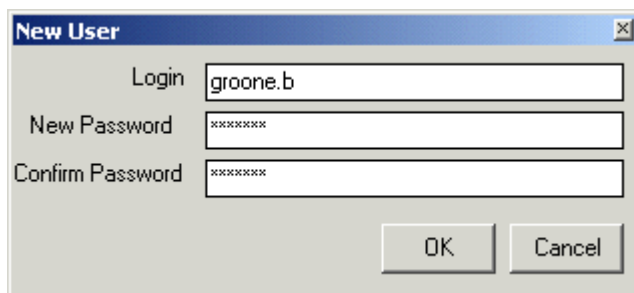 New User
Login groone.b
New Password *******
Confirm Password *******
OK Cancel